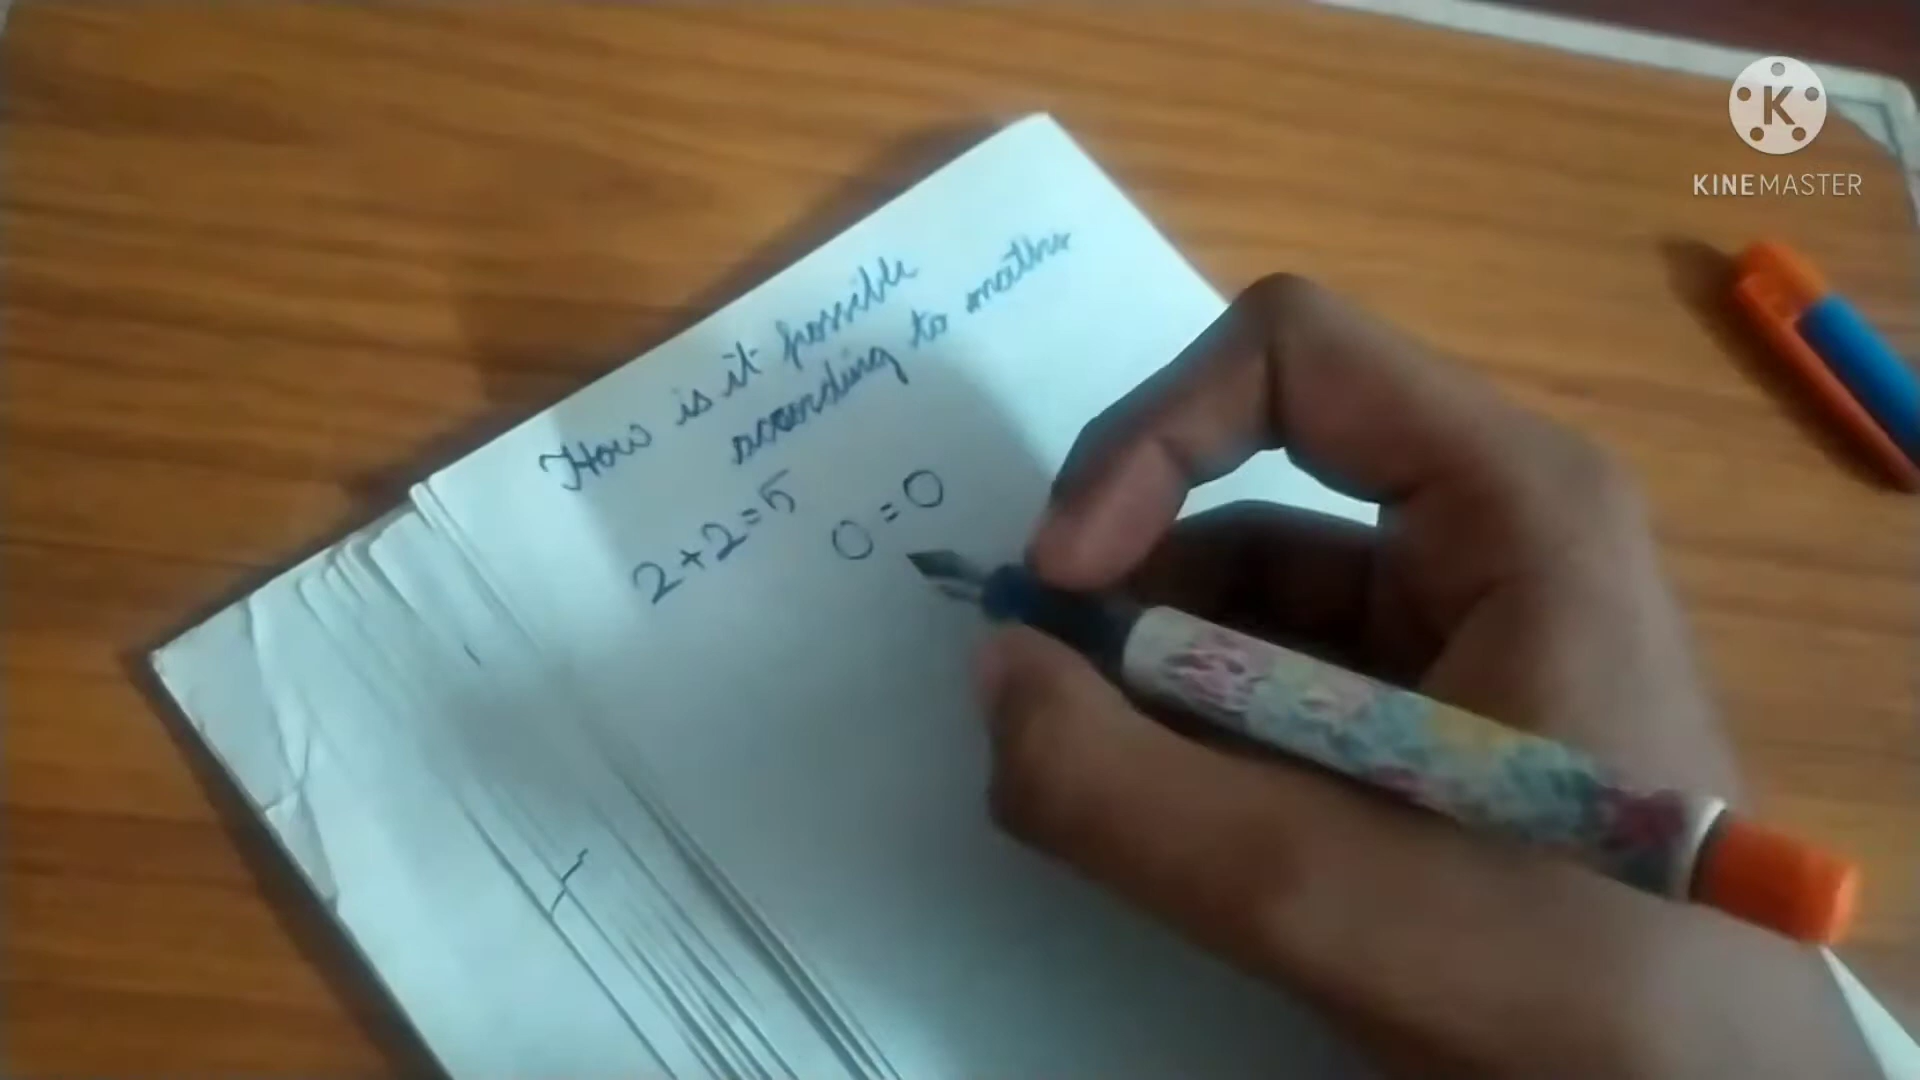 How is it possible
according to maths
2+2=5
0=0
K
KINEMASTER